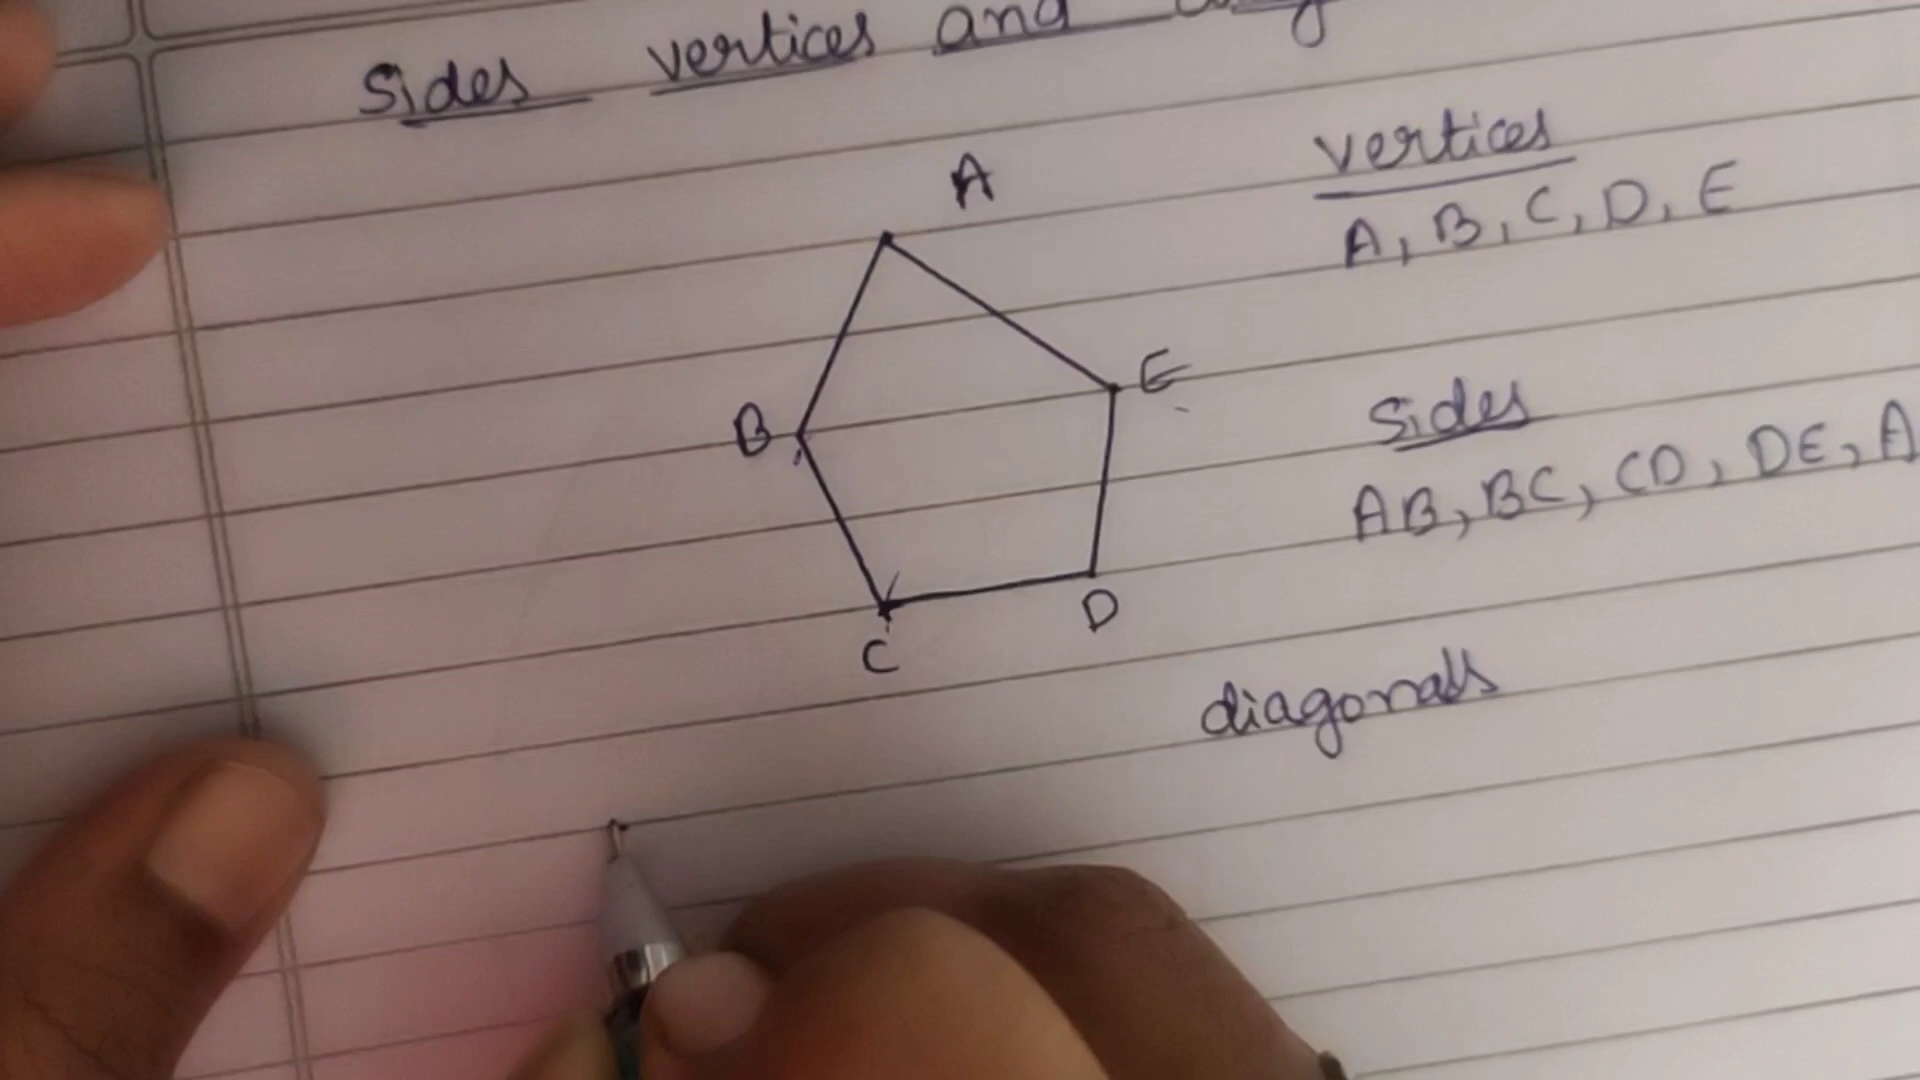 Sides vertices and
A
vertices
A, B, C, D, E
E
B
Sides
AB, BC, CD, DE, A
D
C
diagonals